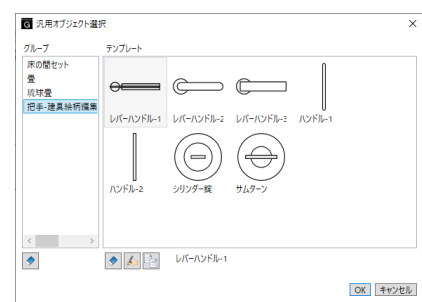 G 汎用オブジェクト選択
グループ
テンプレート
床の間セット
畳
琉球畳
把手-建具絵柄編集
レバーハンドル-1
レバーハンドル-2
レバーハンドル-3
ハンドル-1
ハンドル-2
シリンダー錠
サムターン
レバーハンドル-1
OK
キャンセル